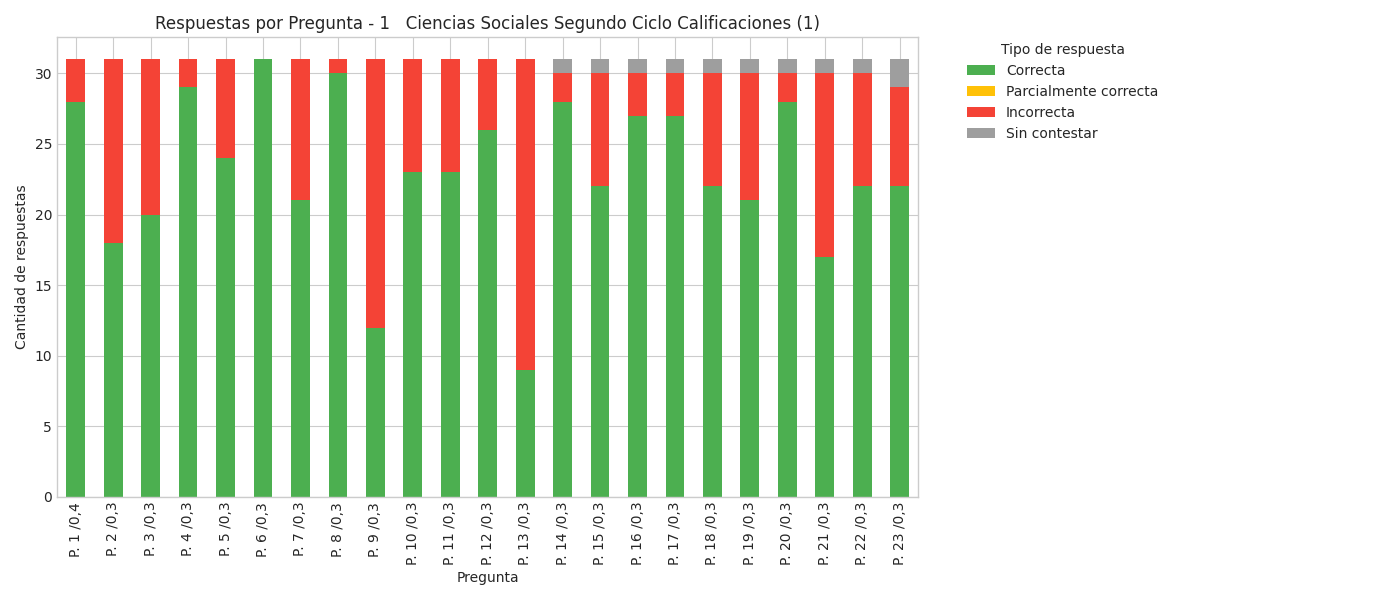 Respuestas por Pregunta - 1   Ciencias Sociales Segundo Ciclo Calificaciones (1)
Tipo de respuesta
Correcta
Parcialmente correcta
Incorrecta
Sin contestar
Cantidad de respuestas
30
25
20
15
10
5
0
P. 1 /0,4
P. 2 /0,3
P. 3 /0,3
P. 4 /0,3
P. 5 /0,3
P. 6 /0,3
P. 7 /0,3
P. 8 /0,3
P. 9 /0,3
P. 10 /0,3
P. 11 /0,3
P. 12 /0,3
P. 13 /0,3
P. 14 /0,3
P. 15 /0,3
P. 16 /0,3
P. 17 /0,3
P. 18 /0,3
P. 19 /0,3
P. 20 /0,3
P. 21 /0,3
P. 22 /0,3
P. 23 /0,3
Pregunta